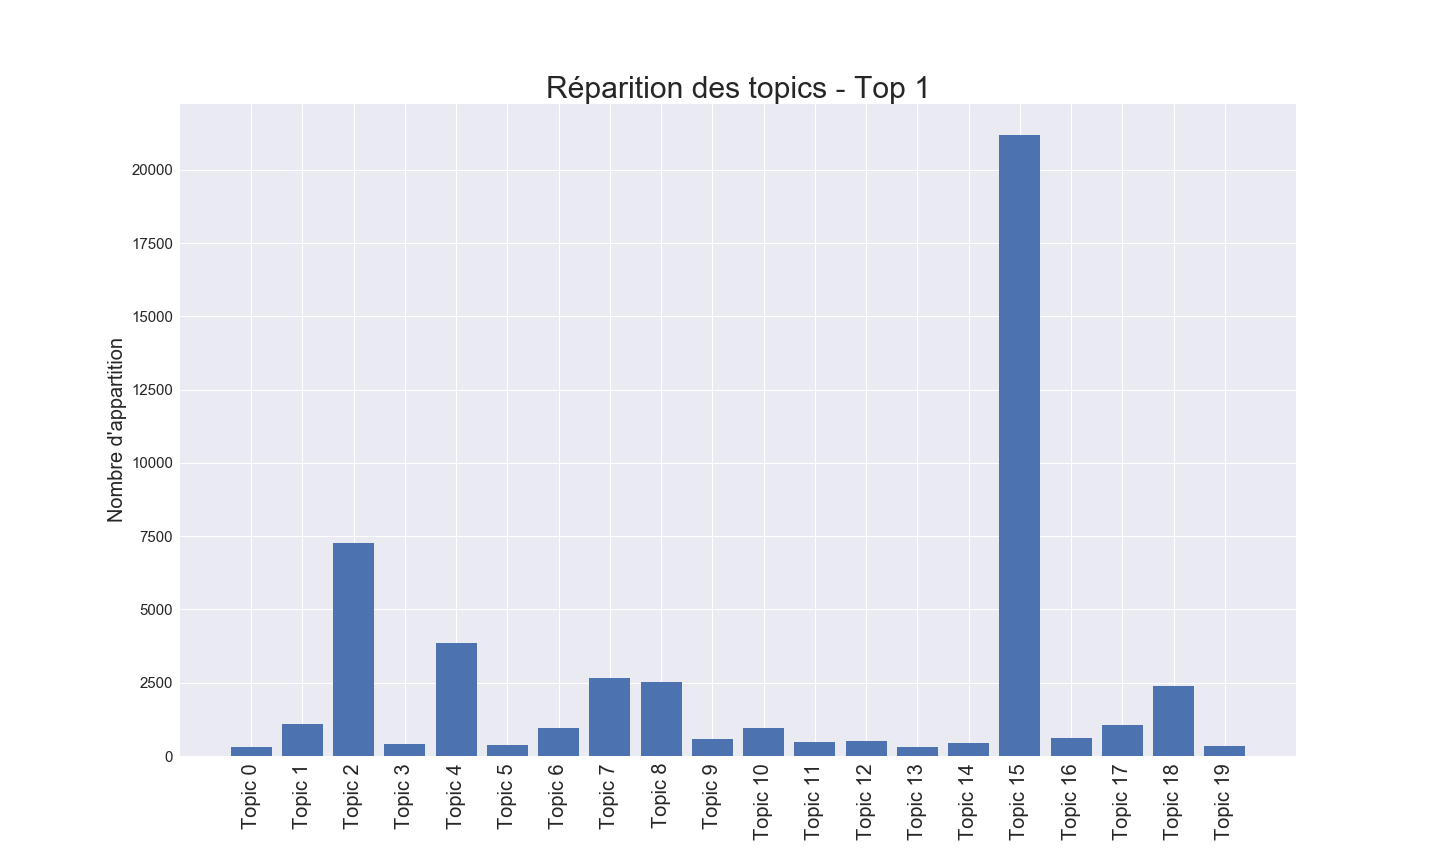 Réparition des topics - Top 1
Nombre d'appartition
20000
17500
15000
12500
10000
7500
5000
2500
0
Topic 0
Topic 1
Topic 2
Topic 3
Topic 4
Topic 5
Topic 6
Topic 7
Topic 8
Topic 9
Topic 10
Topic 11
Topic 12
Topic 13
Topic 14
Topic 15
Topic 16
Topic 17
Topic 18
Topic 19